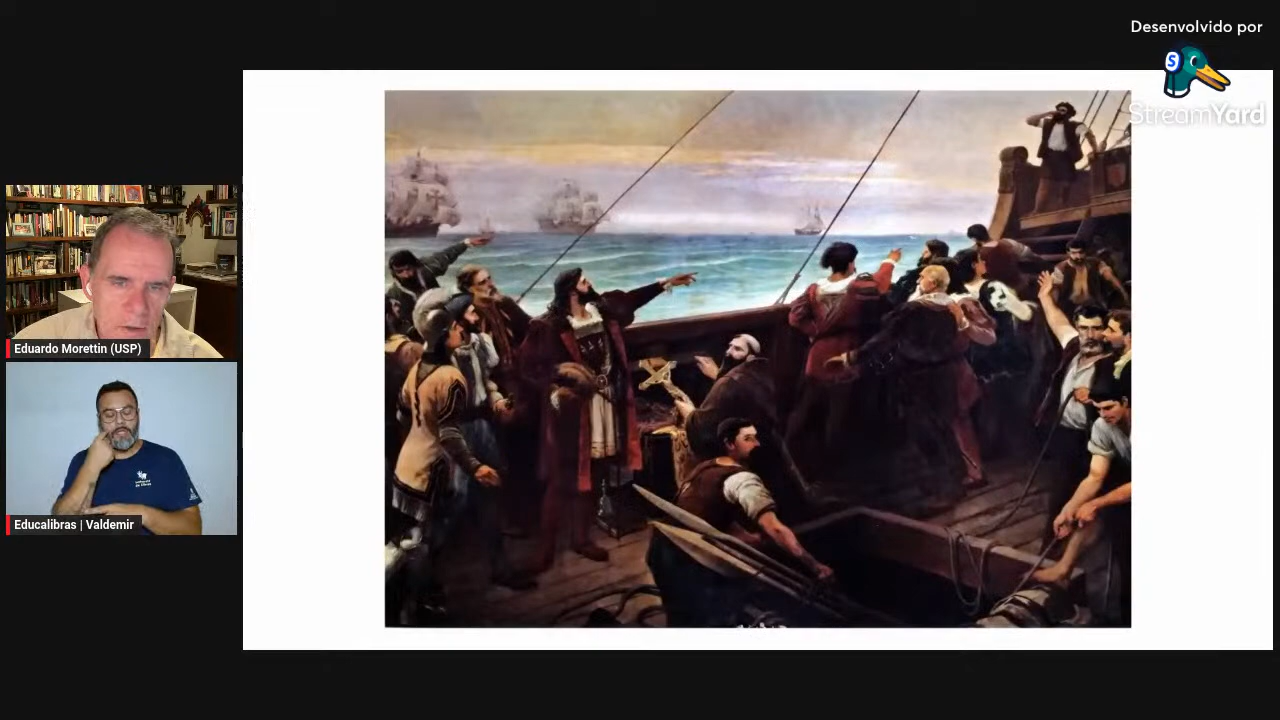 Desenvolvido por
S
StreamYard
Eduardo Morettin (USP)
Educalibras | Valdemir